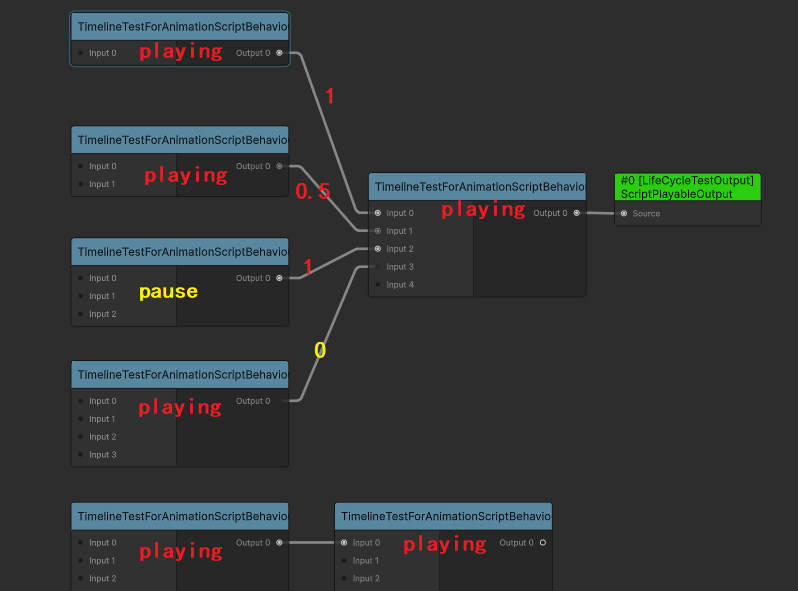 TimelineTestForAnimationScriptBehavio
Input 0
playing
Output 0
1
TimelineTestForAnimationScriptBehavio
Input 0
Output 0
Input 1
playing
0.5
TimelineTestForAnimationScriptBehavio
Input 0
playing
Output 0
Input 1
Input 2
Input 3
Input 4
#0 [LifeCycleTestOutput]
ScriptPlayableOutput
Source
TimelineTestForAnimationScriptBehavio
Input 0
Output 0
Input 1
pause
Input 2
1
0
TimelineTestForAnimationScriptBehavio
Input 0
playing
Output 0
Input 1
Input 2
Input 3
TimelineTestForAnimationScriptBehavio
Input 0
playing
Output 0
Input 1
Input 2
TimelineTestForAnimationScriptBehavio
Input 0
playing
Output 0
Input 1
Input 2